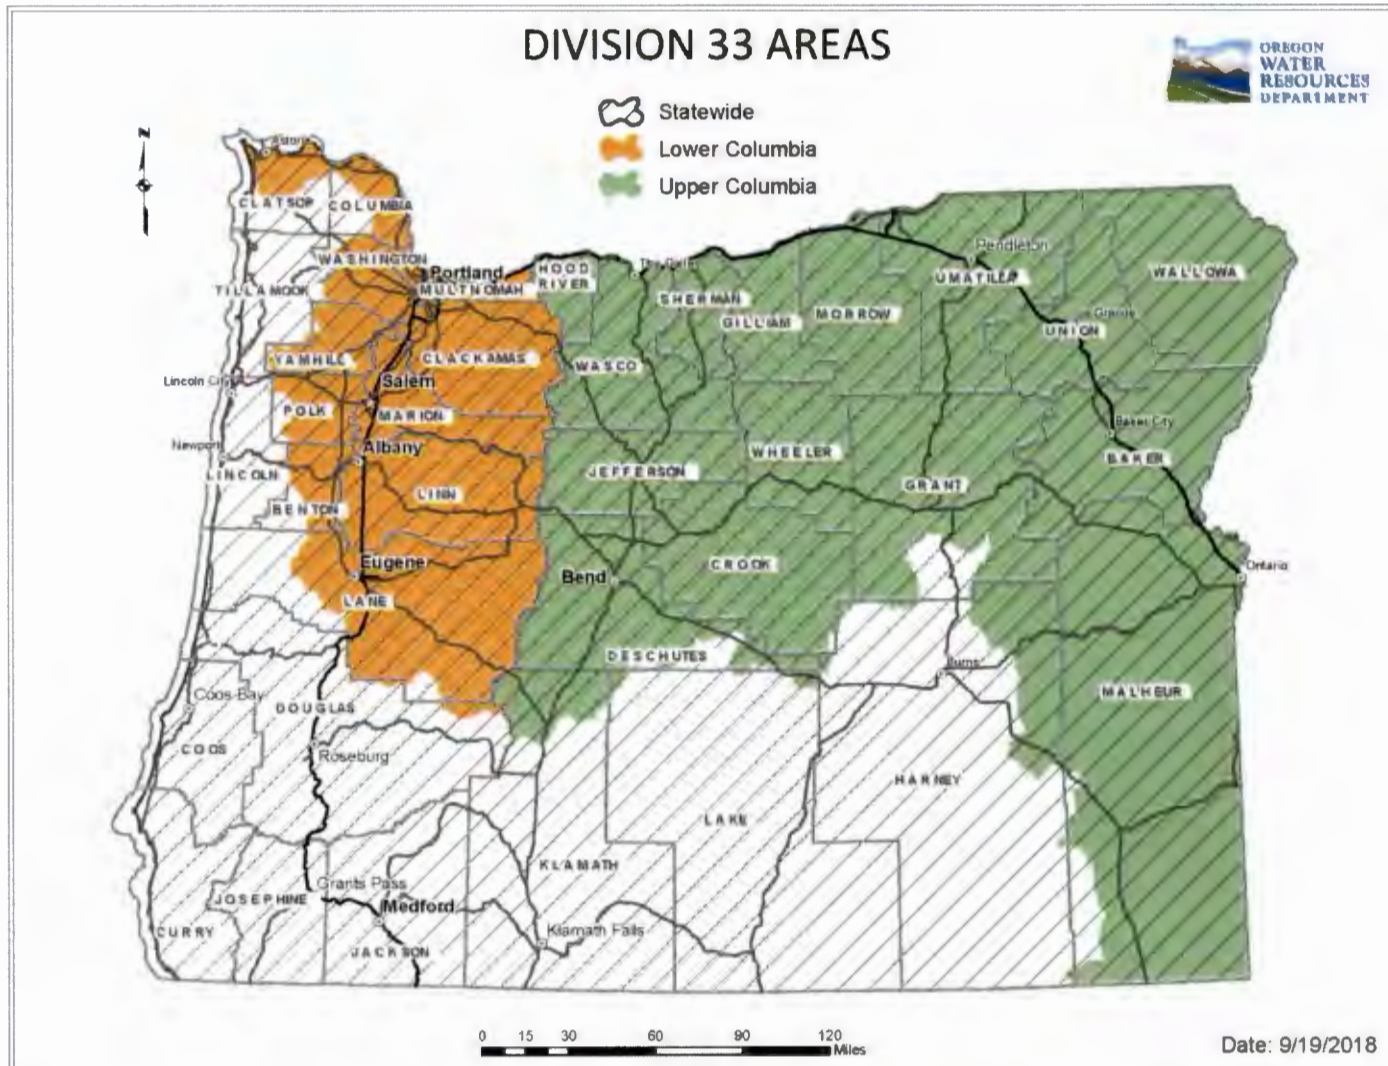 DIVISION 33 AREAS
OREGON
WATER
RESOURCES
DEPARTMENT
Statewide
Lower Columbia
Upper Columbia
N
CLATSOP
COLUMBIA
WASHINGTON
Portland
MULTNOMAH
HOOD
RIVER
TILLAMOOK
SHERMAN
GILLIAM
MORROW
Pendleton
UMATILLA
WALLOWA
UNION
YAMHILL
CLACKAMAS
WASCO
Lincoln City
Salem
POLK
MARION
Baker City
Newport
Albany
WHEELER
BAKER
LINCOLN
JEFFERSON
LINN
GRANT
BENTON
Eugene
Bend
CROOK
Ontario
LANE
DESCHUTES
Burns
Coos Bay
DOUGLAS
MALHEUR
COOS
Roseburg
HARNEY
LAKE
KLAMATH
Grants Pass
JOSEPHINE
Medford
CURRY
Klamath Falls
JACKSON
0 15 30 60 90 120
Miles
Date: 9/19/2018